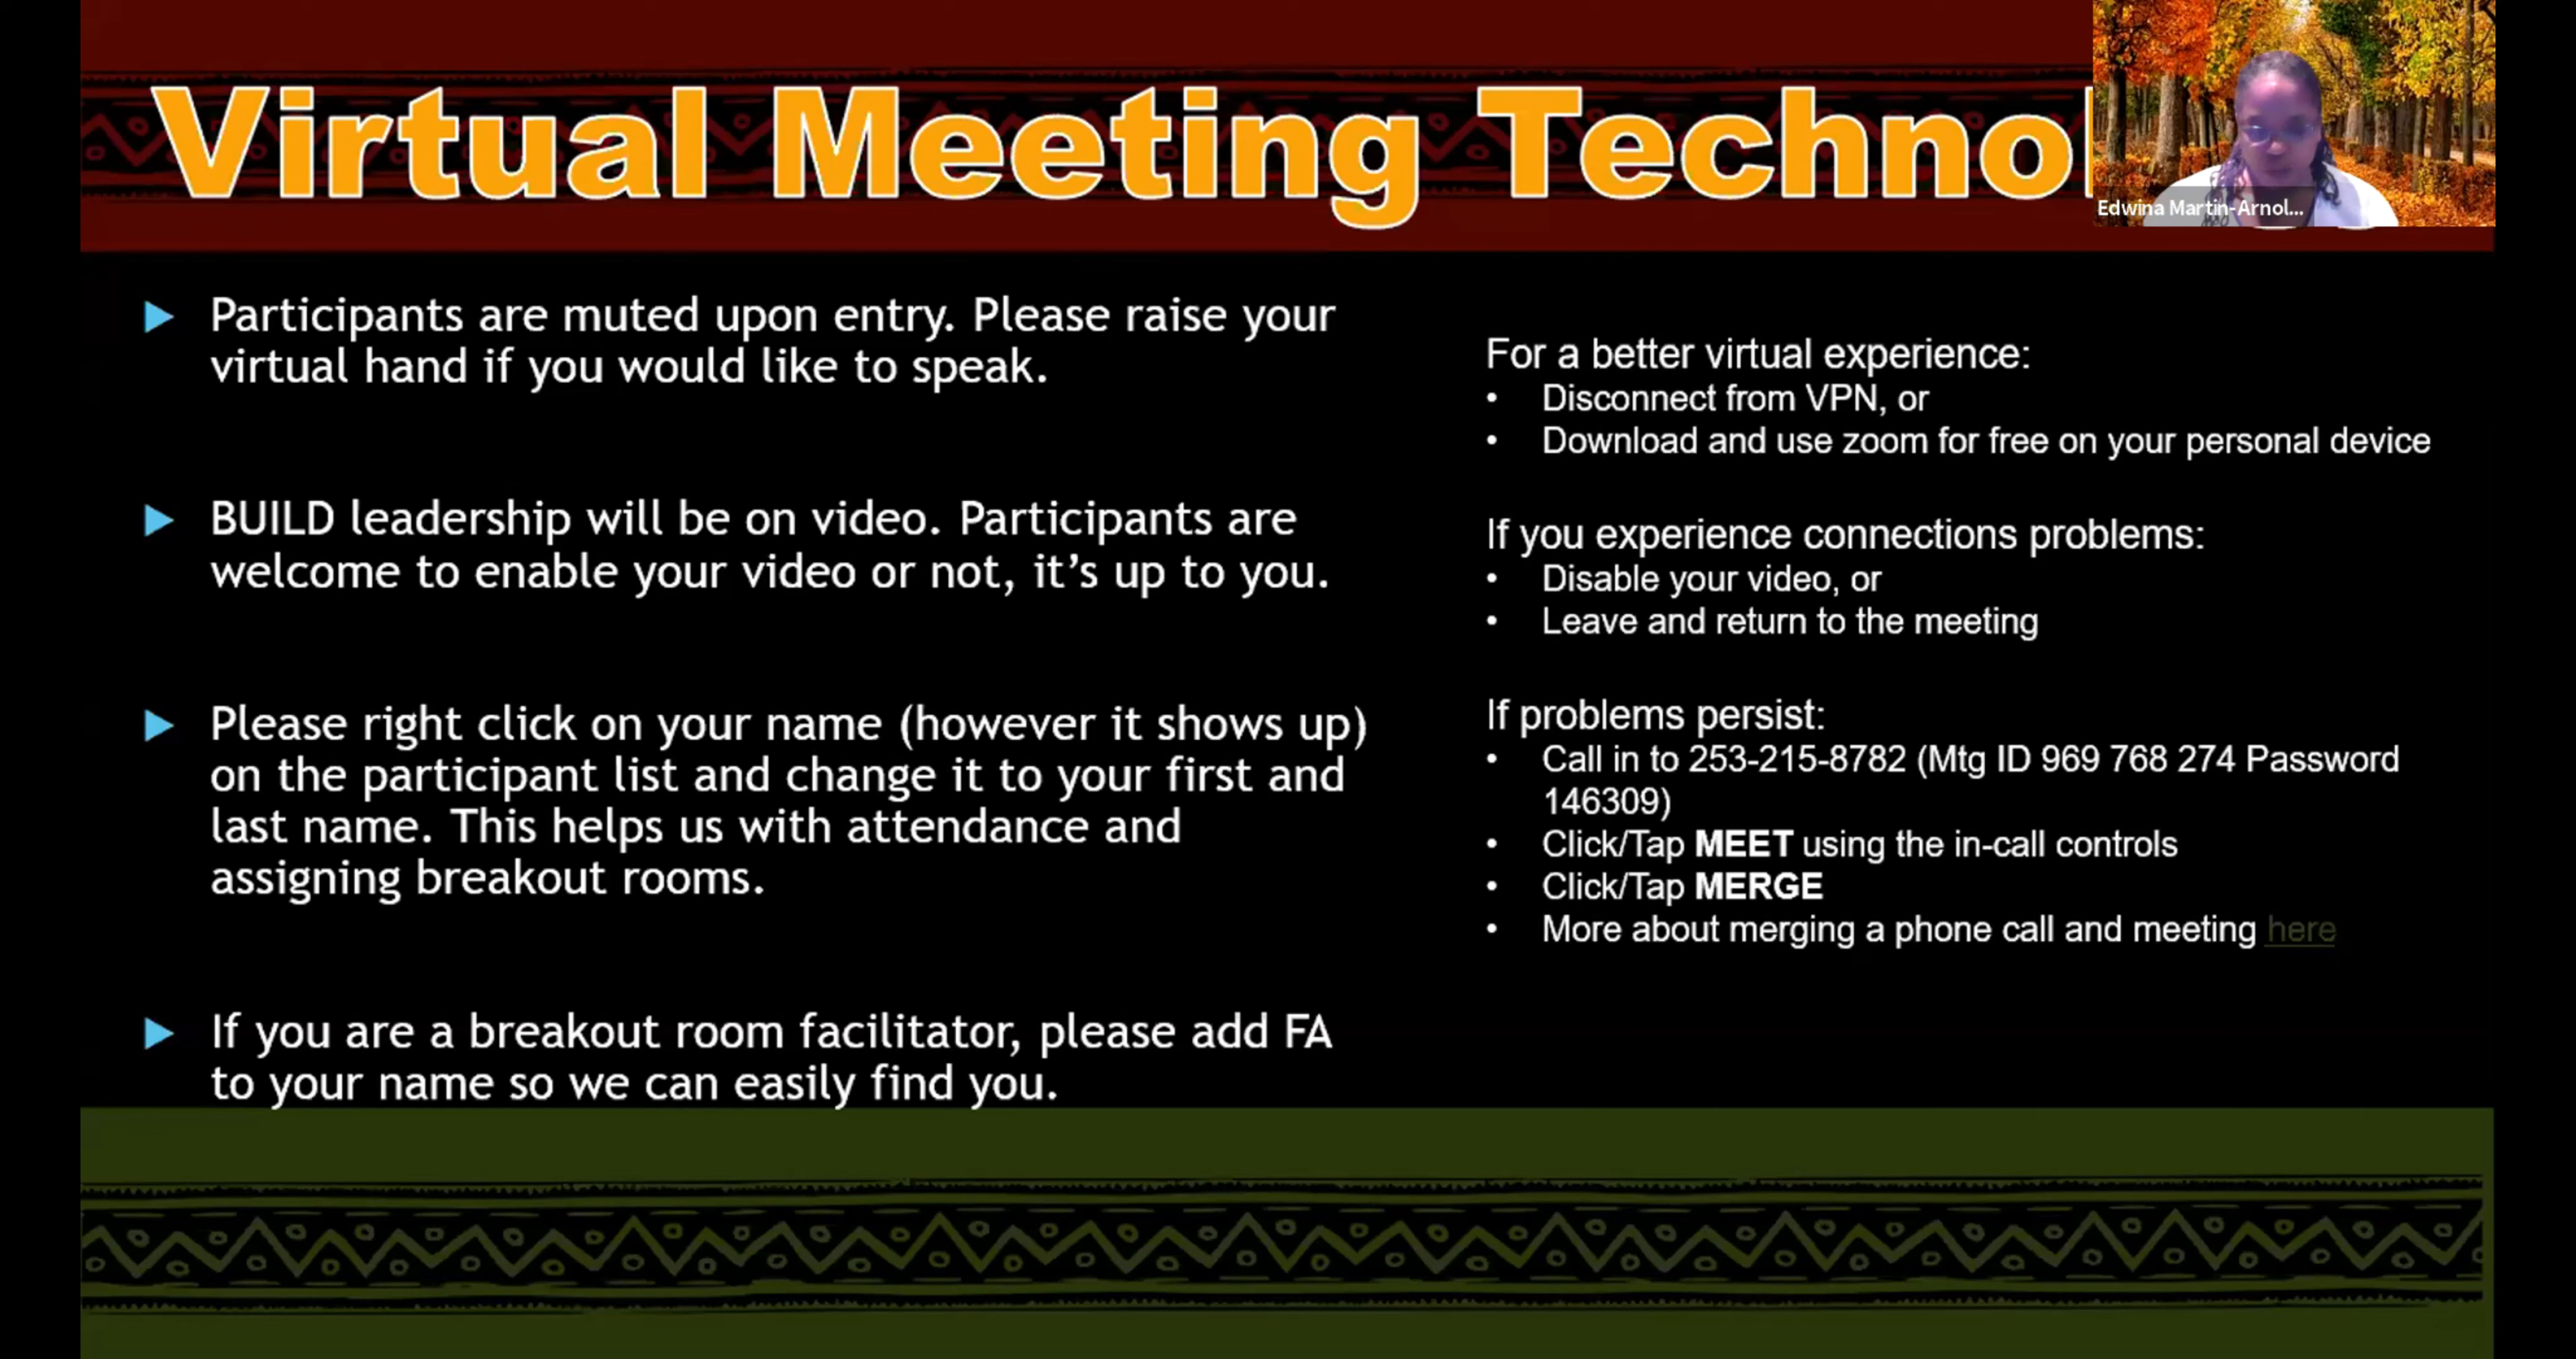 Virtual Meeting Techno
Edwina Martin-Arnol...
Participants are muted upon entry. Please raise your
virtual hand if you would like to speak.
BUILD leadership will be on video. Participants are
welcome to enable your video or not, it's up to you.
Please right click on your name (however it shows up)
on the participant list and change it to your first and
last name. This helps us with attendance and
assigning breakout rooms.
If you are a breakout room facilitator, please add FA
to your name so we can easily find you.
For a better virtual experience:
• Disconnect from VPN, or
• Download and use zoom for free on your personal device
If you experience connections problems:
• Disable your video, or
• Leave and return to the meeting
If problems persist:
• Call in to 253-215-8782 (Mtg ID 969 768 274 Password
146309)
• Click/Tap MEET using the in-call controls
• Click/Tap MERGE
• More about merging a phone call and meeting here